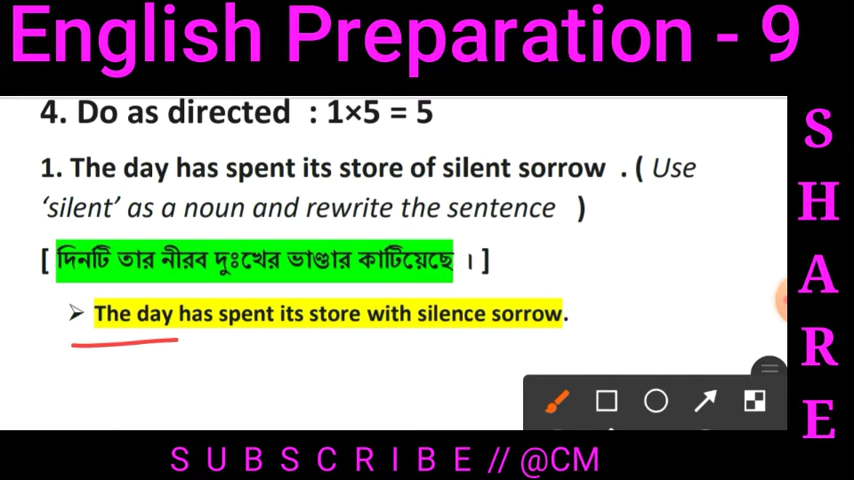 English Preparation - 9
4. Do as directed : 1×5 = 5
1. The day has spent its store of silent sorrow . ( Use
‘silent’ as a noun and rewrite the sentence )
[ দিনটি তার নীরব দুঃখের ভাণ্ডার কাটিয়েছে । ]
➢ The day has spent its store with silence sorrow.
SHARE
SUBSCRIBE // @CM